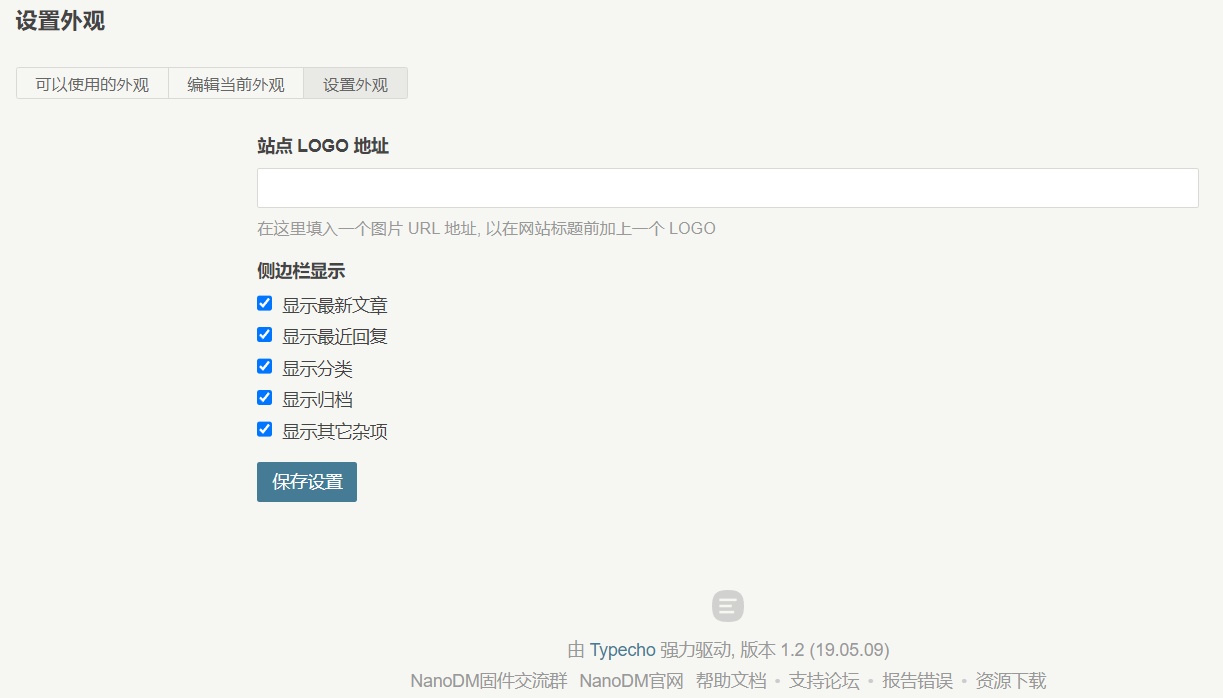 设置外观
可以使用的外观 编辑当前外观 设置外观
站点 LOGO 地址
在这里填入一个图片 URL 地址, 以在网站标题前加上一个 LOGO
侧边栏显示
显示最新文章
显示最近回复
显示分类
显示归档
显示其它杂项
保存设置
由 Typecho 强力驱动, 版本 1.2 (19.05.09)
NanoDM固件交流群 NanoDM官网 帮助文档 • 支持论坛 • 报告错误 • 资源下载